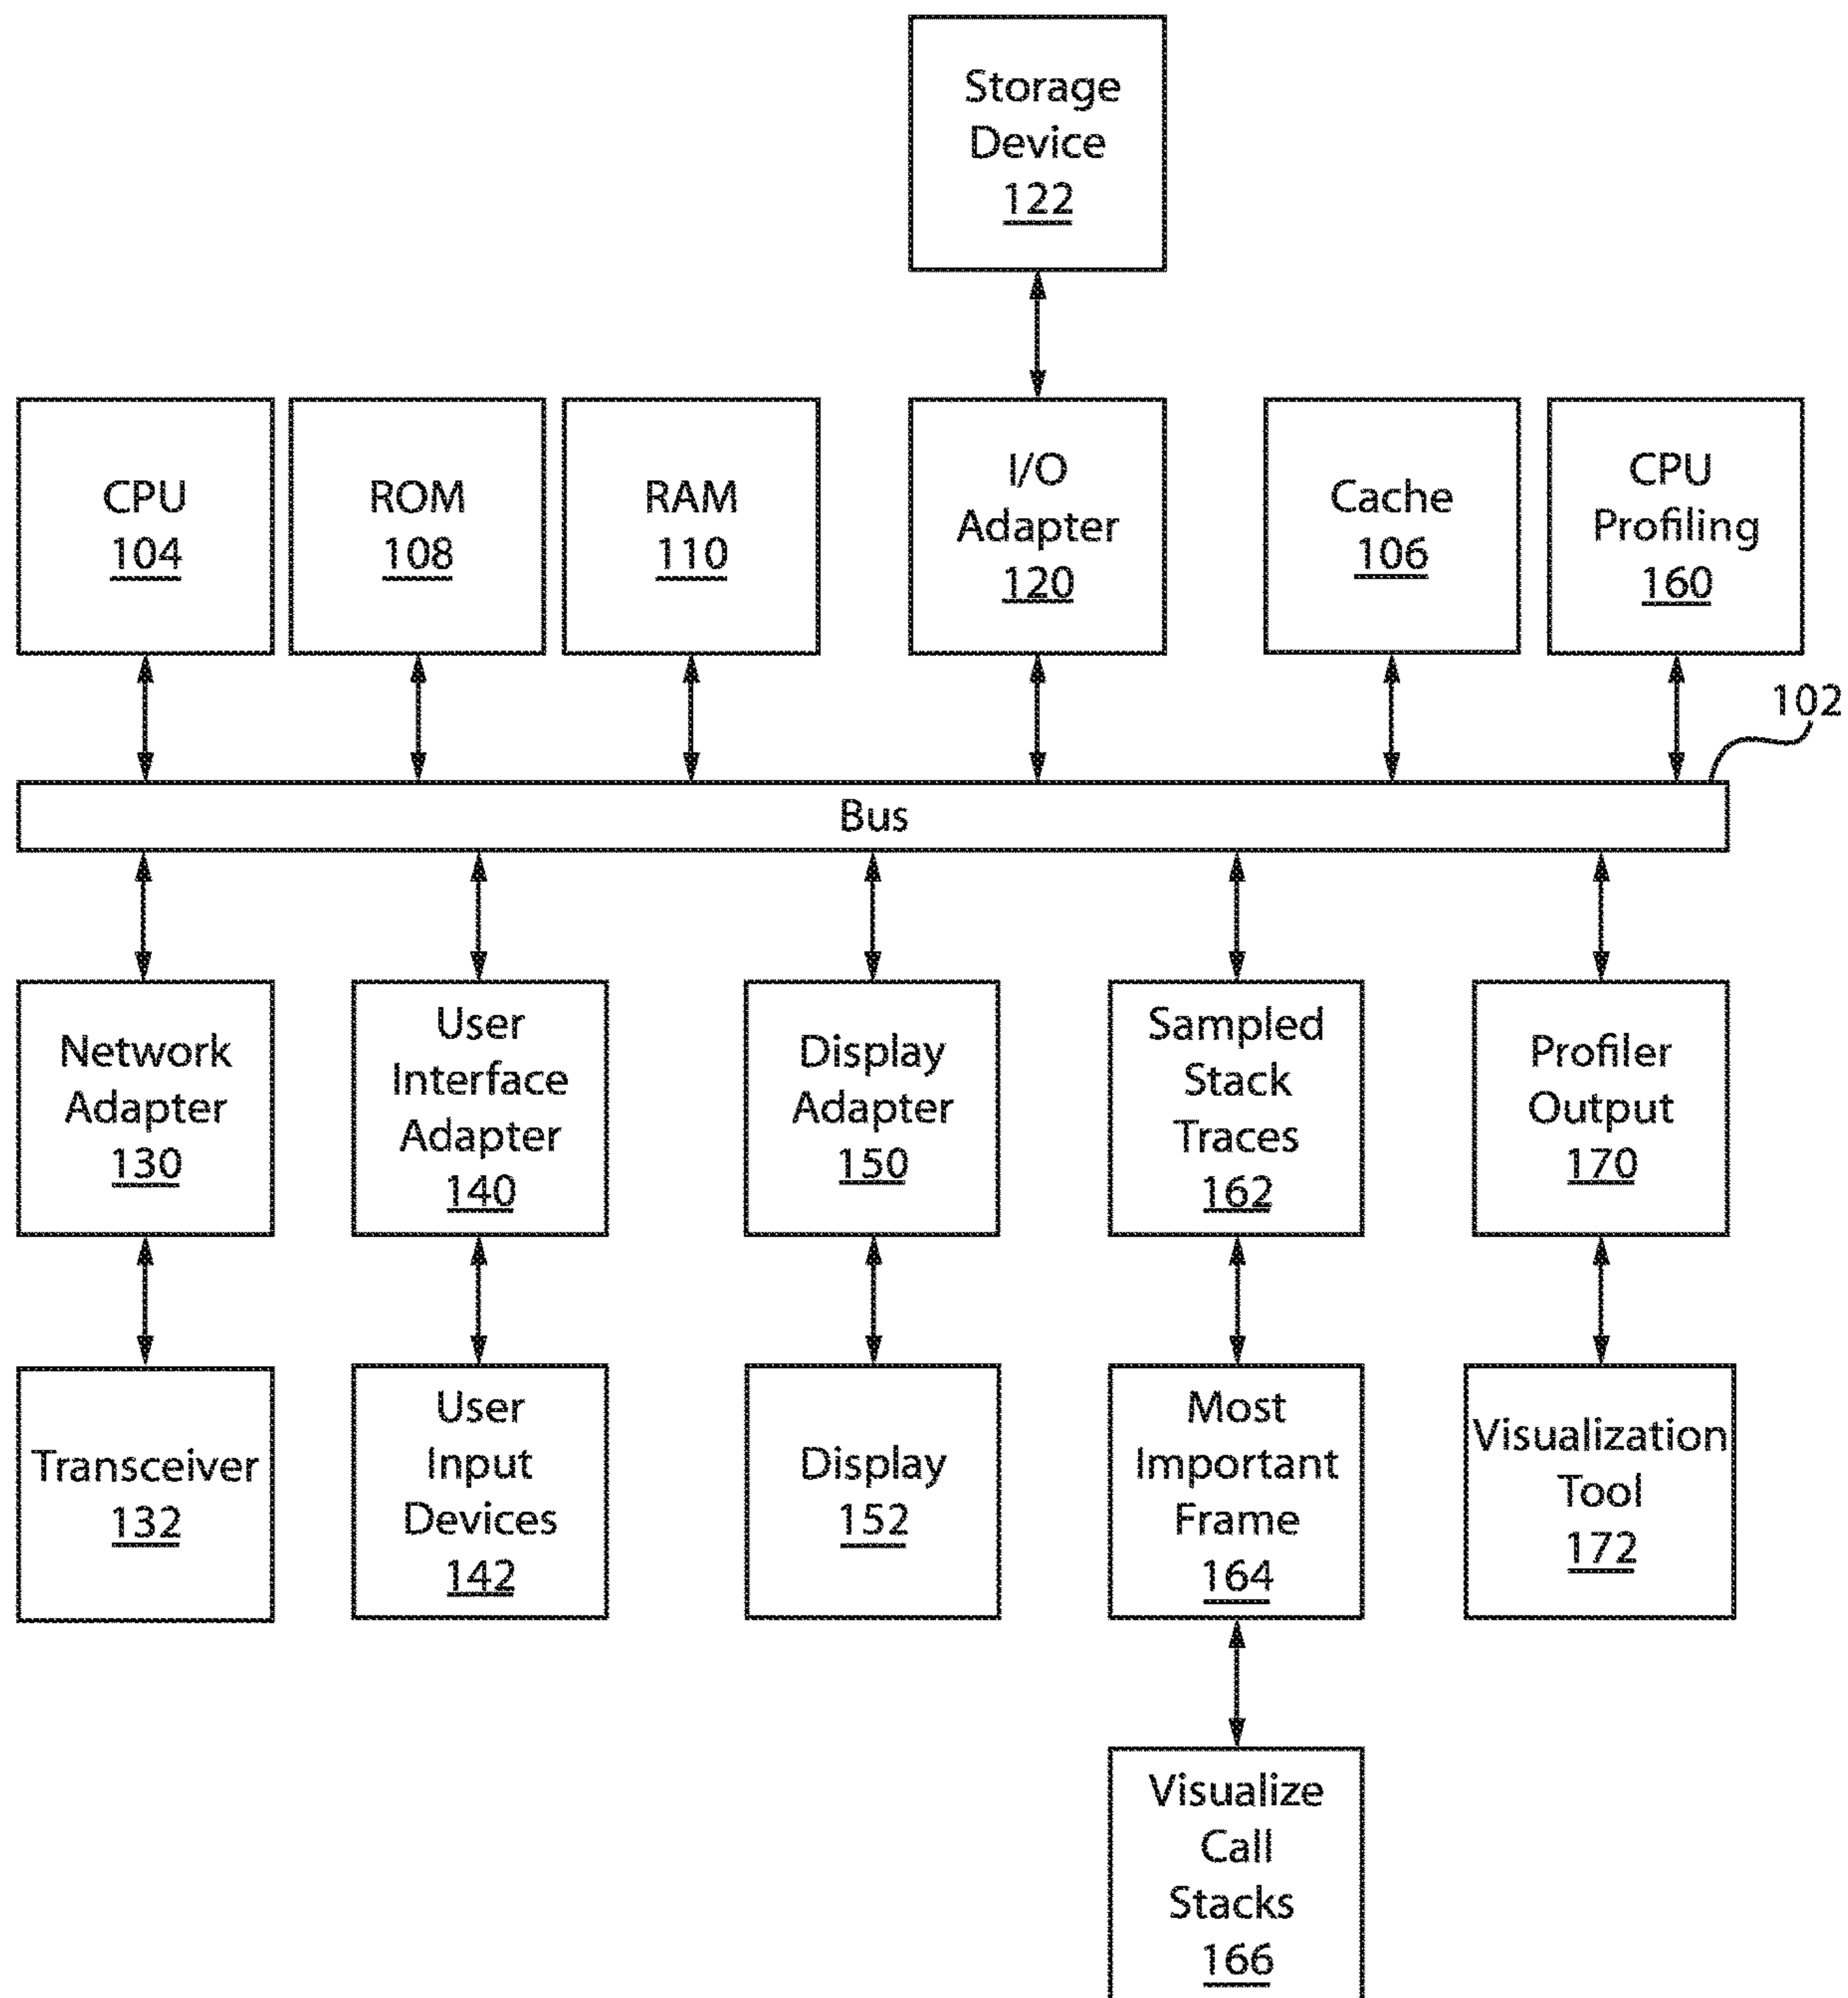 Storage
Device
122
CPU
104
ROM
108
RAM
110
I/O
Adapter
120
Cache
106
CPU
Profiling
160
102
Bus
Network
Adapter
130
User
Interface
Adapter
140
Display
Adapter
150
Sampled
Stack
Traces
162
Profiler
Output
170
Transceiver
132
User
Input
Devices
142
Display
152
Most
Important
Frame
164
Visualization
Tool
172
Visualize
Call
Stacks
166